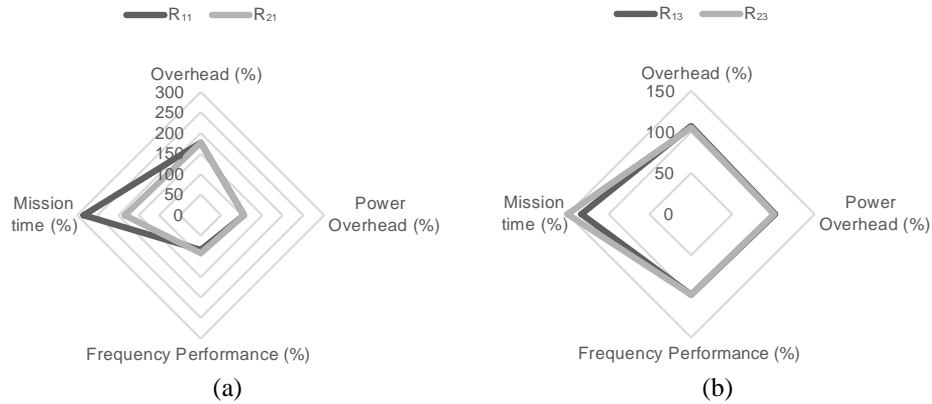 R₁₁ R₂₁
Overhead (%)
300
250
200
150
100
50
0
Mission
time (%)
Power
Overhead (%)
Frequency Performance (%)
(a)
R₁₃ R₂₃
Overhead (%)
150
100
50
0
Mission
time (%)
Power
Overhead (%)
Frequency Performance (%)
(b)